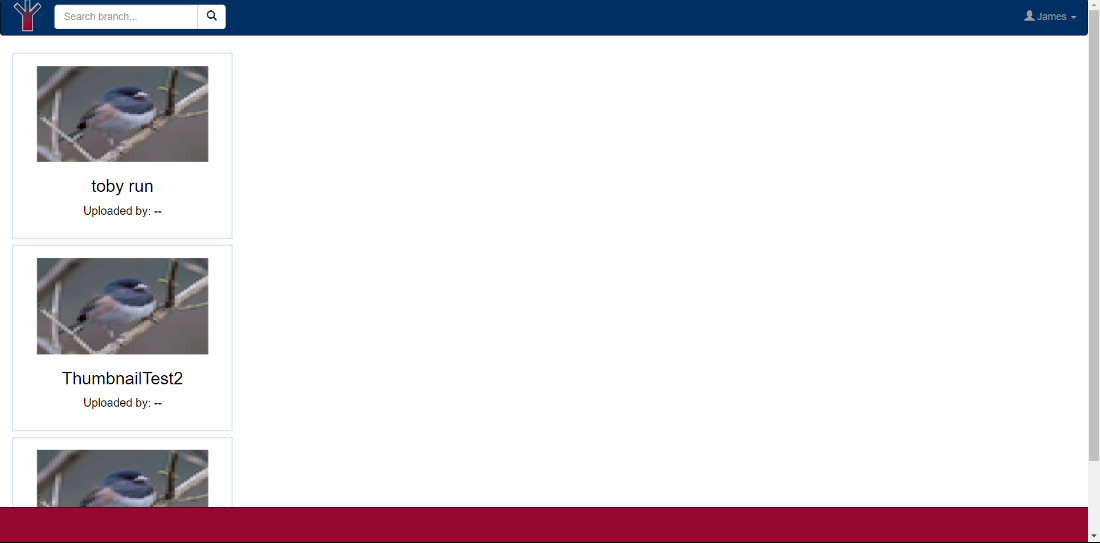 Search branch...
James
toby run
Uploaded by: --
ThumbnailTest2
Uploaded by: --